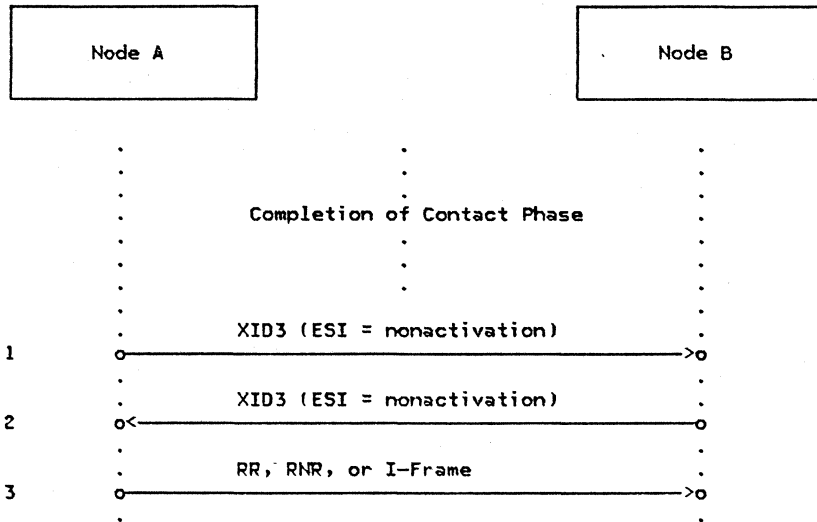 Node A
Node B
Completion of Contact Phase
XID3 (ESI = nonactivation)
1
XID3 (ESI = nonactivation)
2
RR, RNR, or I-Frame
3